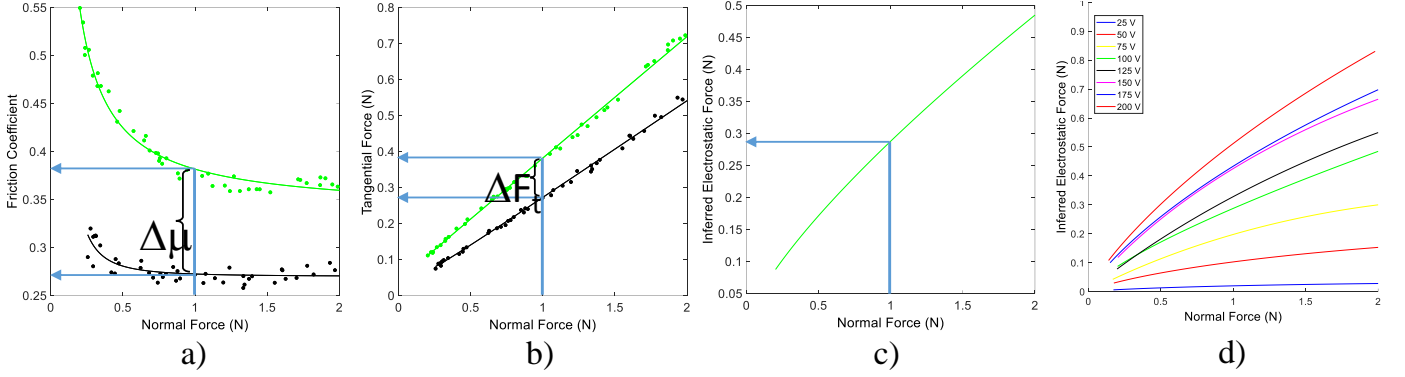 0.55
0.5
0.45
0.4
0.35
0.3
0.25
0
0.5
1
1.5
2
Friction Coefficient
Normal Force (N)
Δμ
a)
0.8
0.7
0.6
0.5
0.4
0.3
0.2
0.1
0
0
0.5
1
1.5
2
Tangential Force (N)
Normal Force (N)
ΔF
b)
0.5
0.45
0.4
0.35
0.3
0.25
0.2
0.15
0.1
0.05
0
0.5
1
1.5
2
Inferred Electrostatic Force (N)
Normal Force (N)
c)
1
0.9
0.8
0.7
0.6
0.5
0.4
0.3
0.2
0.1
0
0
0.5
1
1.5
2
Inferred Electrostatic Force (N)
Normal Force (N)
25 V
50 V
75 V
100 V
125 V
150 V
175 V
200 V
d)